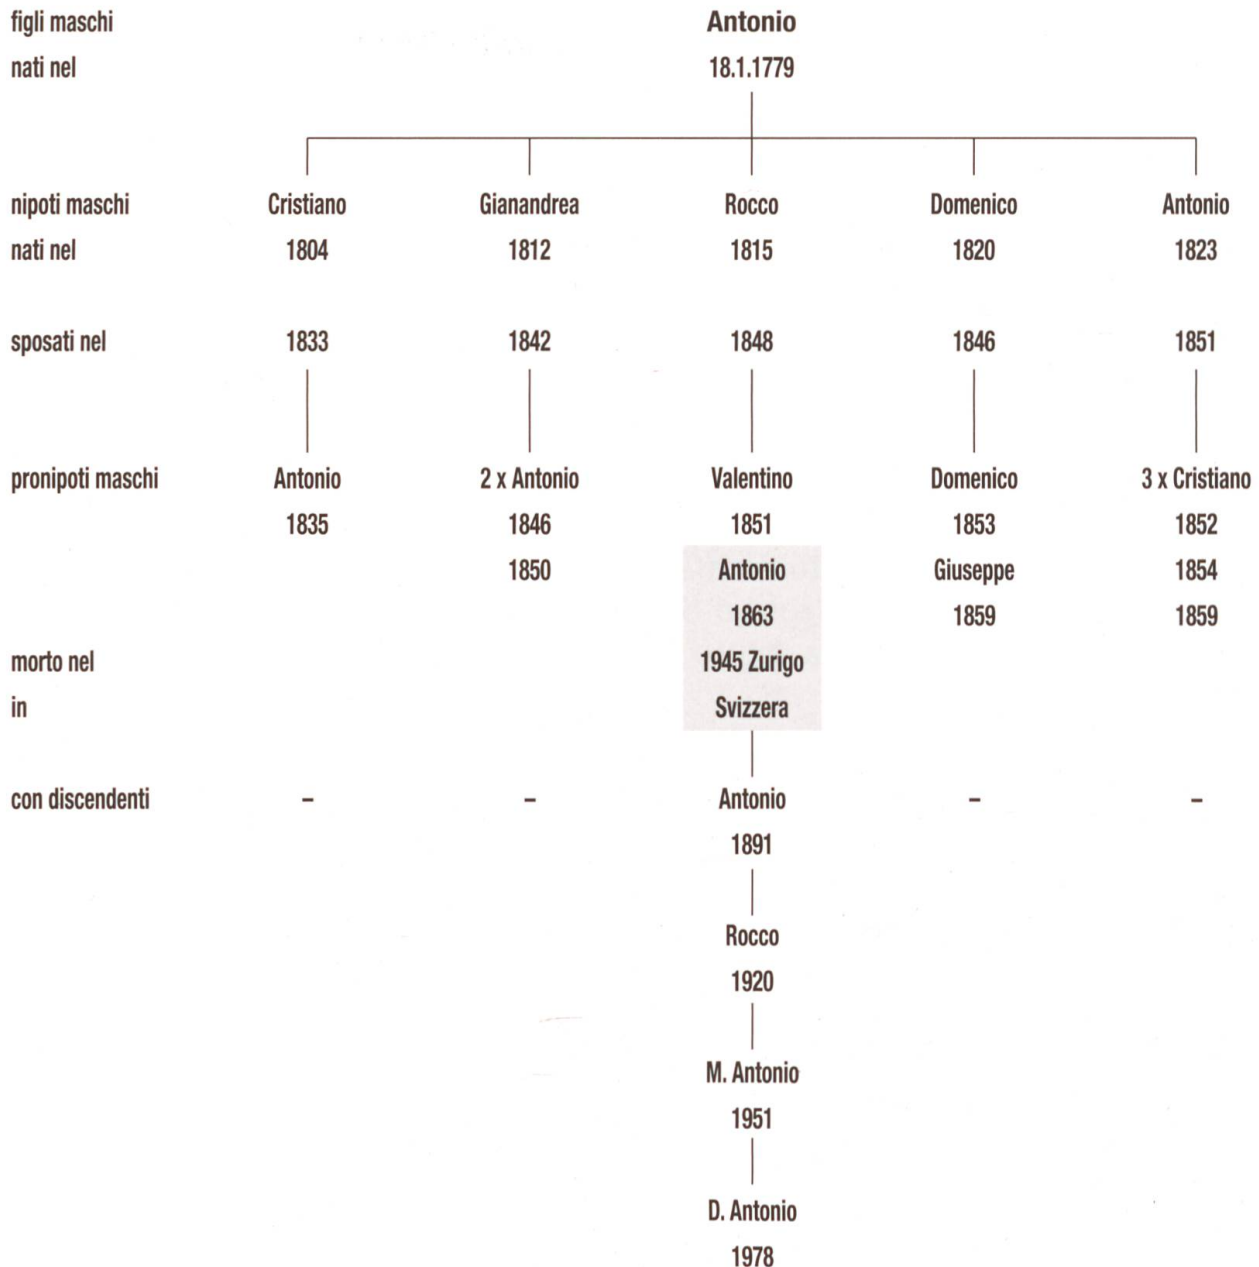 figli maschi Antonio
nati nel 18.1.1779
nipoti maschi Cristiano Gianandrea Rocco Domenico Antonio
nati nel 1804 1812 1815 1820 1823
sposati nel 1833 1842 1848 1846 1851
pronipoti maschi Antonio 2 x Antonio Valentino Domenico 3 x Cristiano
1835 1846 1851 1853 1852
1850 Antonio Giuseppe 1854
1863 1859 1859
morto nel 1945 Zurigo
in Svizzera
con discendenti – – Antonio – –
1891
Rocco
1920
M. Antonio
1951
D. Antonio
1978